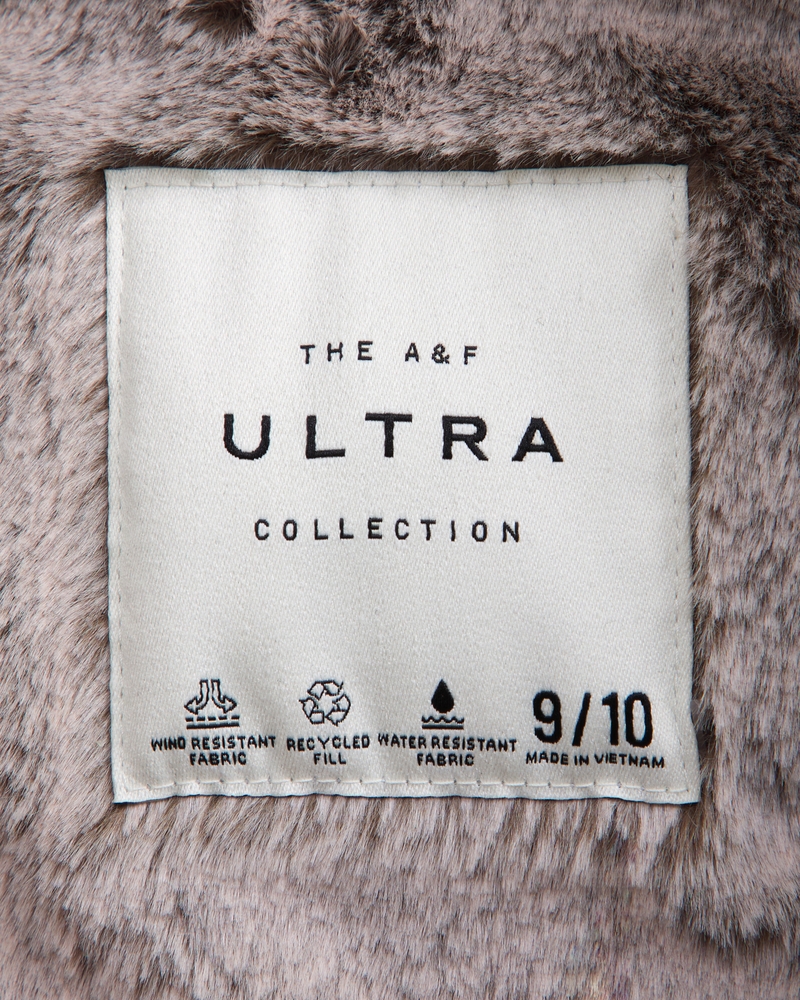 THE A&F
ULTRA
COLLECTION
WIND RESISTANT
FABRIC
RECYCLED
FILL
WATER RESISTANT
FABRIC
9/10
MADE IN VIETNAM